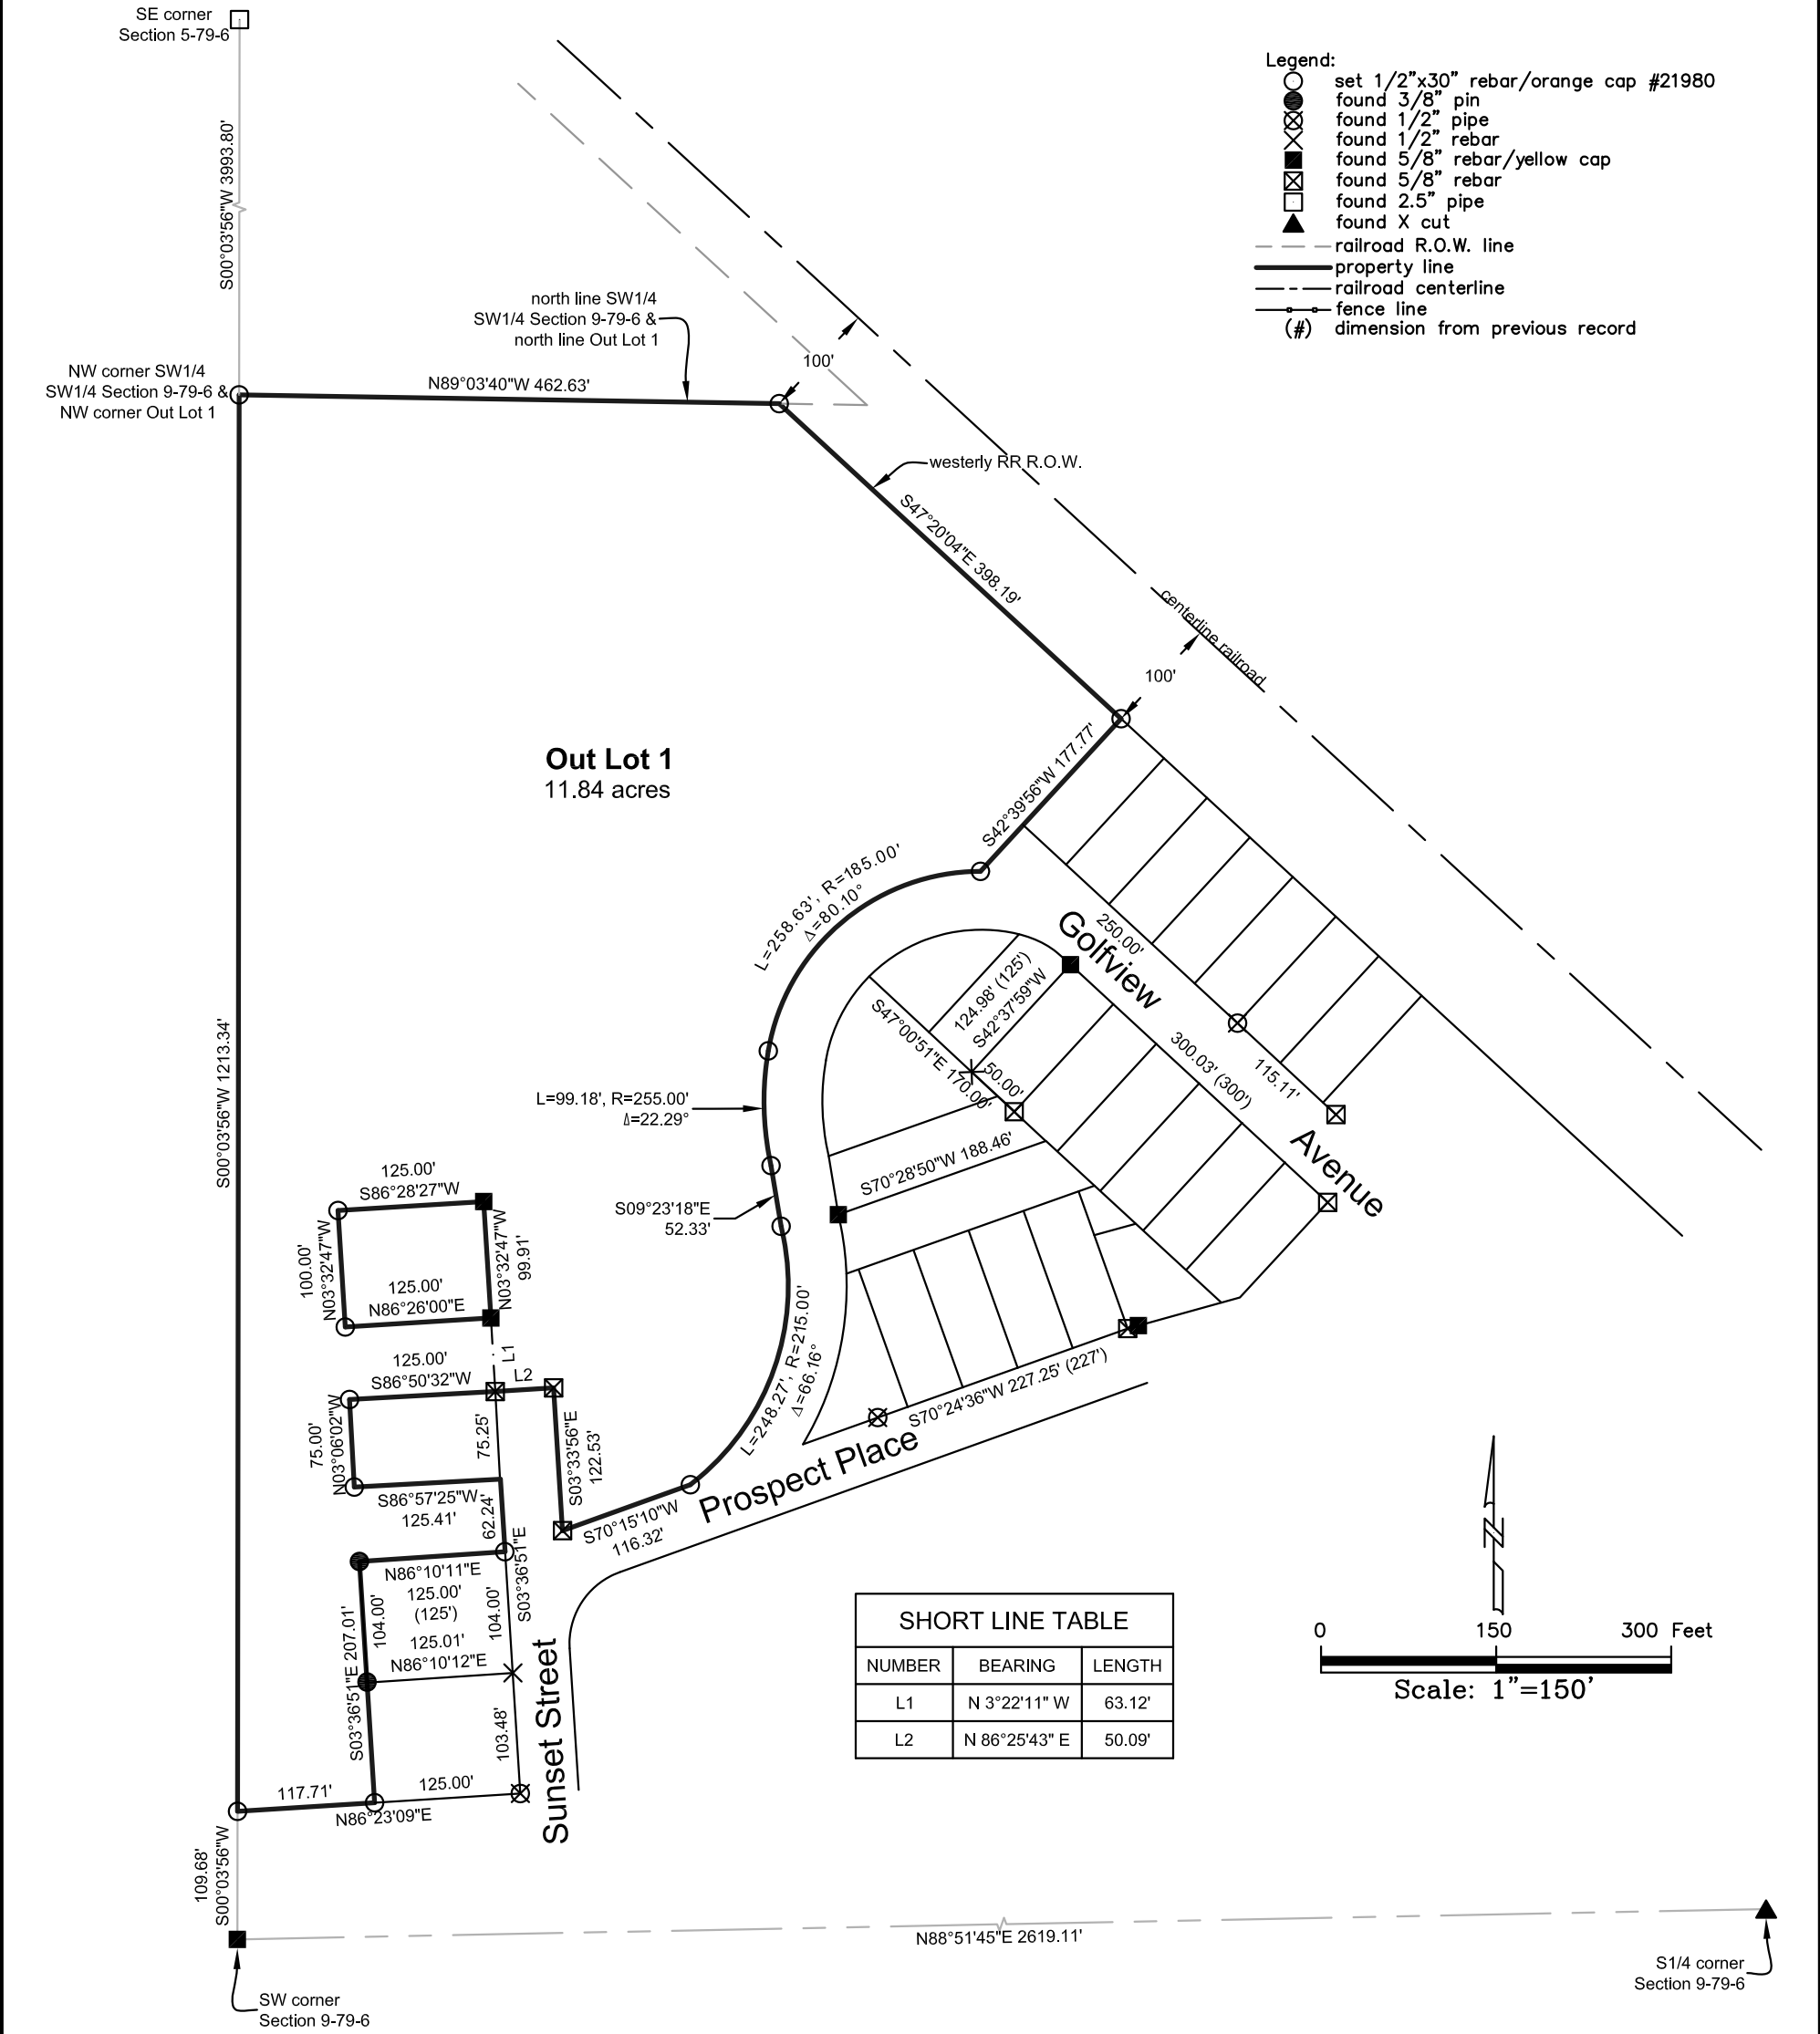 SE corner
Section 5-79-6
S00°03'56"W 3993.80'
Legend:
set 1/2"x30" rebar/orange cap #21980
found 3/8" pin
found 1/2" pipe
found 1/2" rebar
found 5/8" rebar/yellow cap
found 5/8" rebar
found 2.5" pipe
found X cut
railroad R.O.W. line
property line
railroad centerline
fence line
(#) dimension from previous record
north line SW1/4
SW1/4 Section 9-79-6 &
north line Out Lot 1
100'
NW corner SW1/4
SW1/4 Section 9-79-6 &
NW corner Out Lot 1
N89°03'40"W 462.63'
westerly RR R.O.W.
S47°20'04"E 398.19'
centerline railroad
100'
Out Lot 1
11.84 acres
S42°39'56"W 177.77'
L=258.63', R=185.00'
Δ=80.10°
Golfview
Avenue
250.00'
124.98' (125')
S42°37'59"W
S47°00'51"E 170.00'
50.00'
300.03' (300')
115.11'
S00°03'56"W 1213.34'
L=99.18', R=255.00'
Δ=22.29°
S70°28'50"W 188.46'
S09°23'18"E
52.33'
125.00'
S86°28'27"W
100.00'
N03°32'47"W
N03°32'47"W
99.91'
125.00'
N86°26'00"E
L1
L2
125.00'
S86°50'32"W
75.00'
N03°06'02"W
75.25'
S86°57'25"W
125.41'
62.24'
S03°33'56"E
122.53'
L=248.27', R=215.00'
Δ=66.16°
S70°24'36"W 227.25' (227')
Prospect Place
S70°15'10"W
116.32'
N86°10'11"E
125.00'
(125')
104.00'
104.00'
S03°36'51"E
125.01'
N86°10'12"E
S03°36'51"E 207.01'
103.48'
Sunset Street
117.71'
125.00'
N86°23'09"E
SHORT LINE TABLE
NUMBER BEARING LENGTH
L1 N 3°22'11" W 63.12'
L2 N 86°25'43" E 50.09'
N
0 150 300 Feet
Scale: 1"=150'
109.68'
S00°03'56"W
N88°51'45"E 2619.11'
SW corner
Section 9-79-6
S1/4 corner
Section 9-79-6